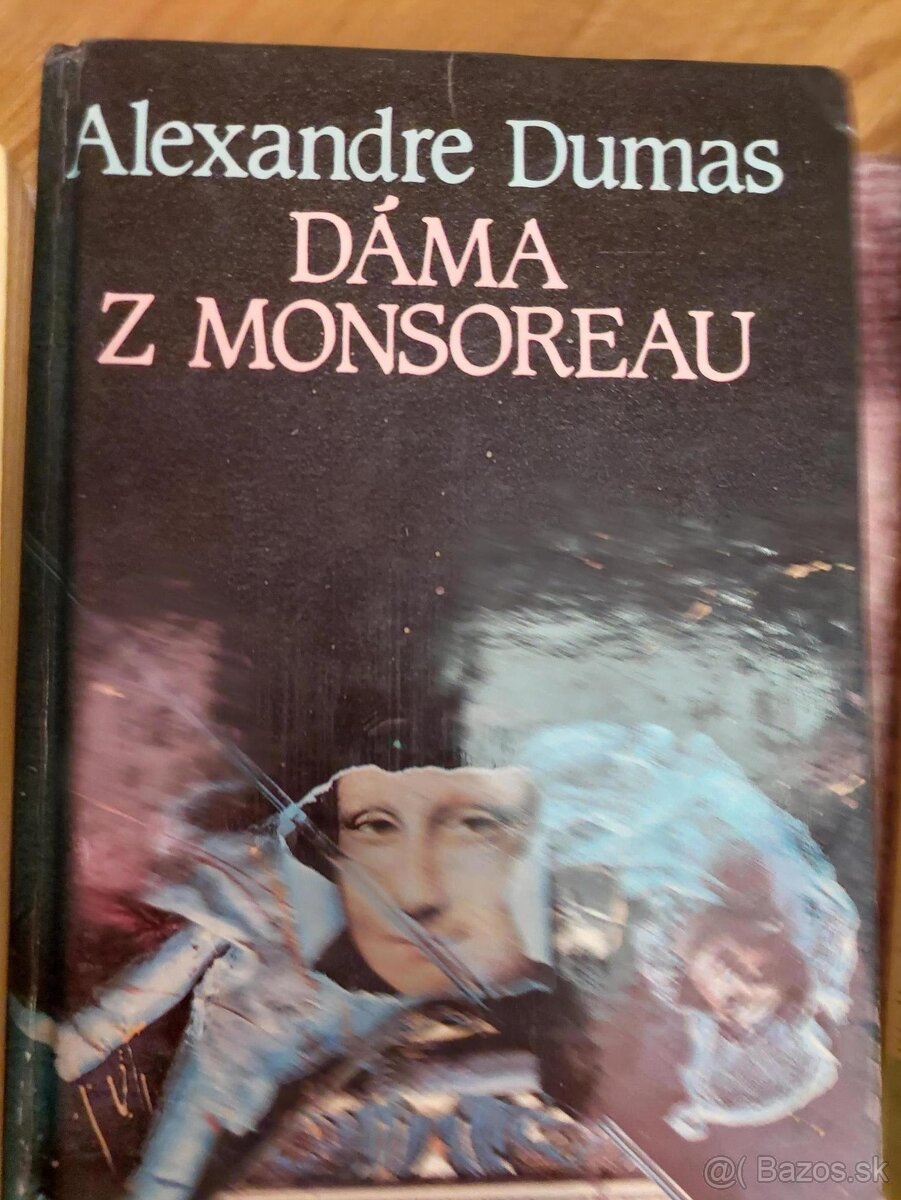 Alexandre Dumas
DÁMA
Z MONSOREAU
@( Bazos.sk